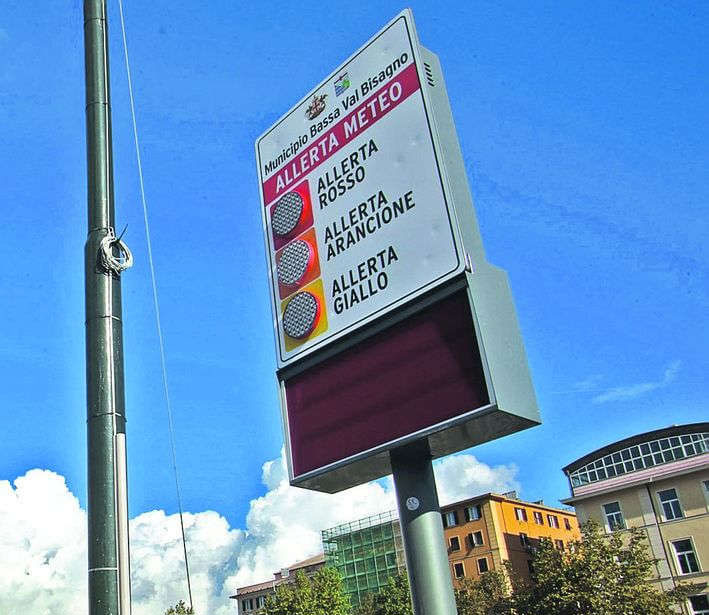 Municipio Bassa Val Bisagno
ALLERTA METEO
ALLERTA
ROSSO
ALLERTA
ARANCIONE
ALLERTA
GIALLO